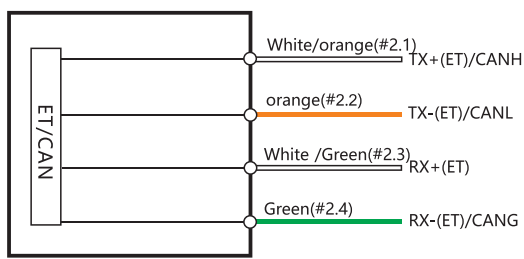 White/orange(#2.1)
TX+(ET)/CANH
orange(#2.2)
TX-(ET)/CANL
ET/CAN
White /Green(#2.3)
RX+(ET)
Green(#2.4)
RX-(ET)/CANG